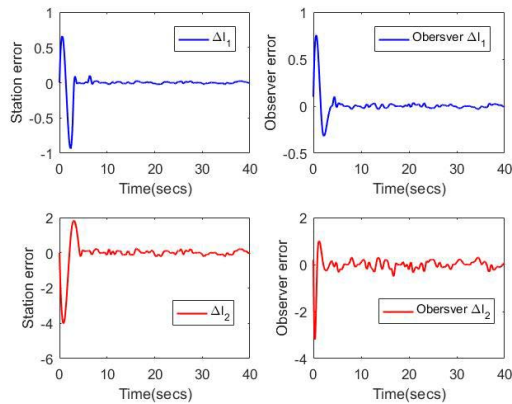 1
0.5
0
-0.5
-1
Station error
ΔI₁
0 10 20 30 40
Time(secs)
1
0.5
0
-0.5
Observer error
Obersver ΔI₁
0 10 20 30 40
Time(secs)
2
0
-2
-4
-6
Station error
ΔI₂
0 10 20 30 40
Time(secs)
2
0
-2
-4
Observer error
Obersver ΔI₂
0 10 20 30 40
Time(secs)